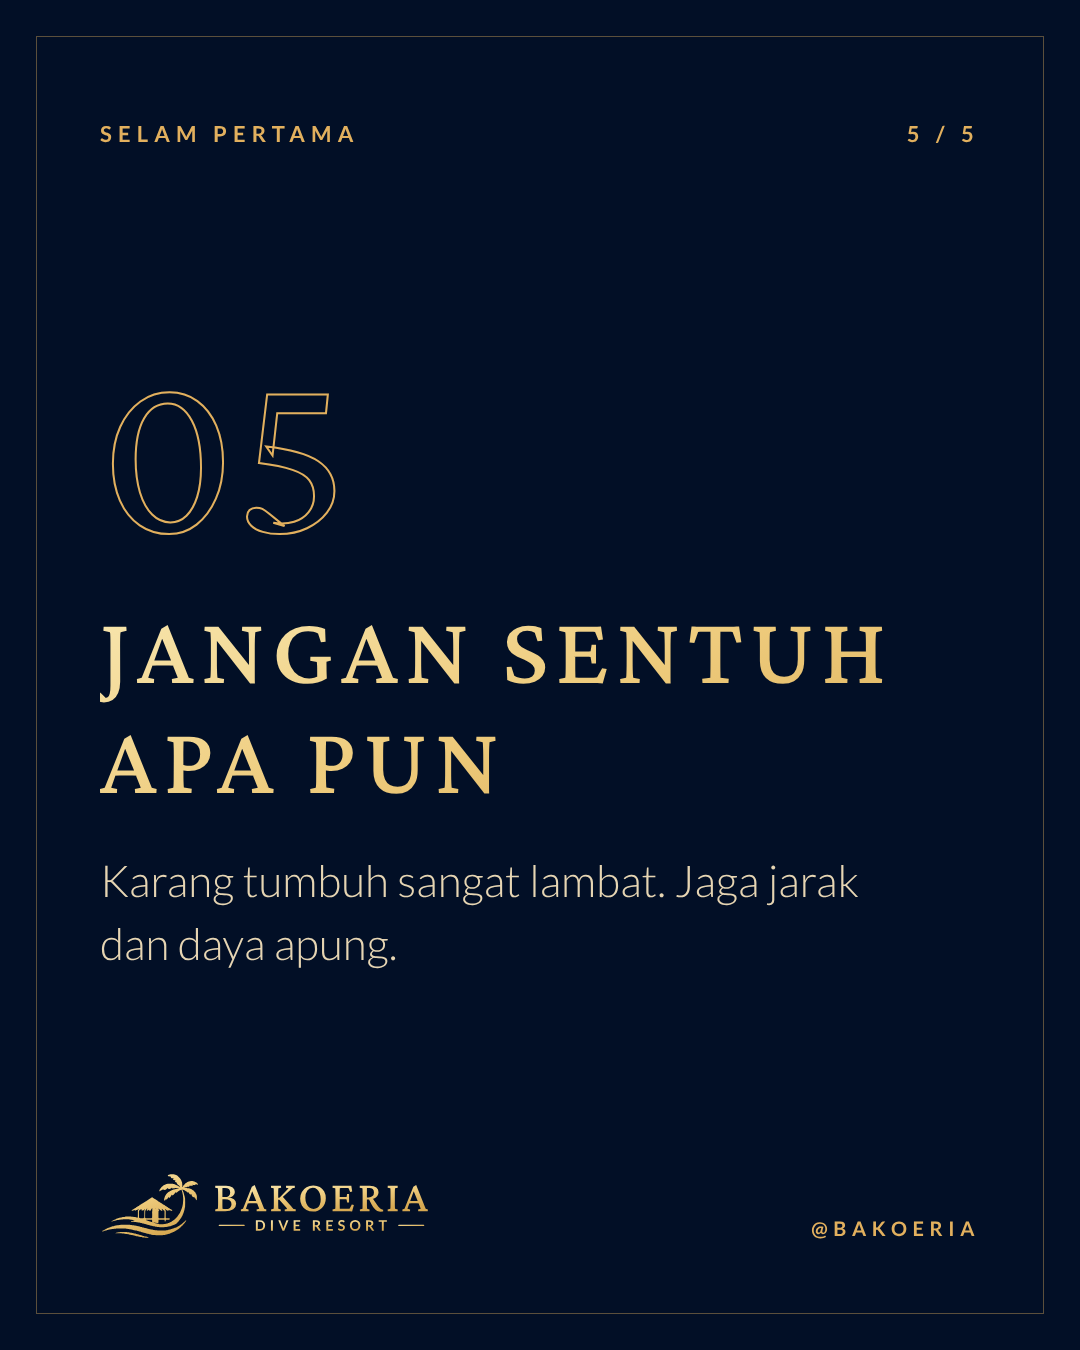 SELAM PERTAMA
5 / 5
05
JANGAN SENTUH
APA PUN
Karang tumbuh sangat lambat. Jaga jarak
dan daya apung.
BAKOERIA
DIVE RESORT
@BAKOERIA